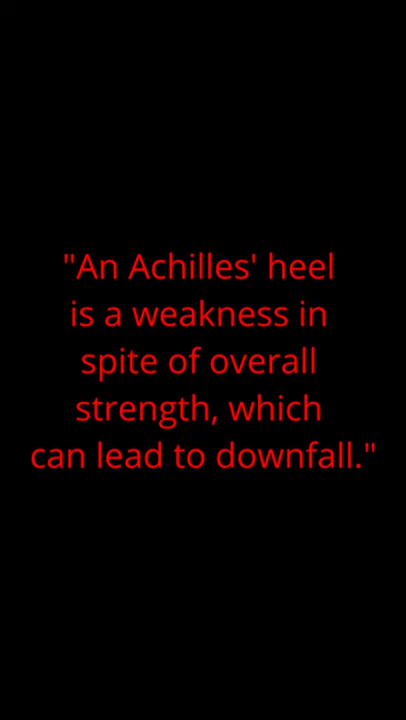 "An Achilles' heel
is a weakness in
spite of overall
strength, which
can lead to downfall."